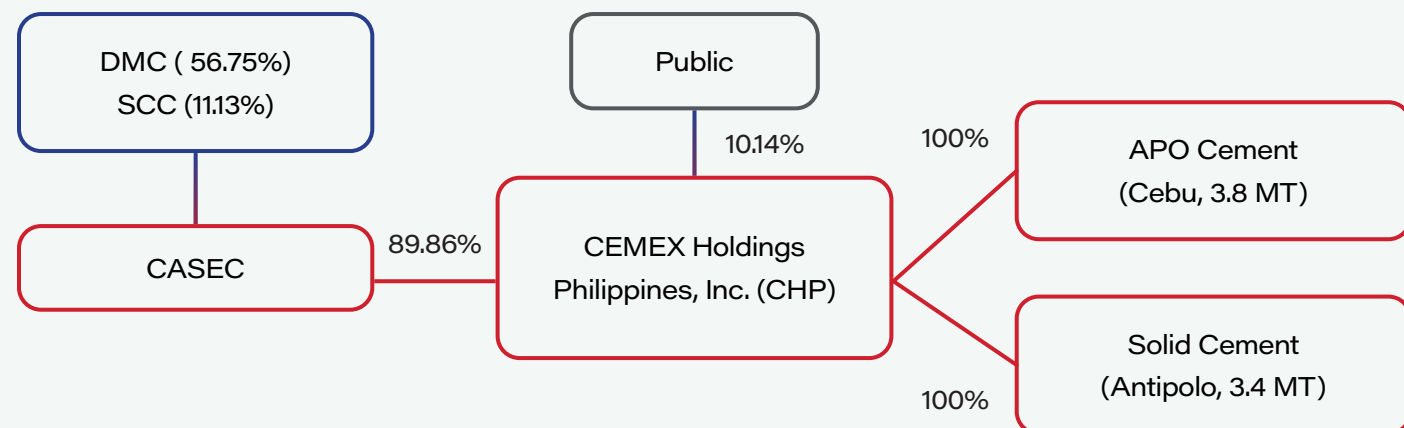 DMC ( 56.75%)
SCC (11.13%)
Public
10.14%
100%
APO Cement
(Cebu, 3.8 MT)
CASEC
89.86%
CEMEX Holdings
Philippines, Inc. (CHP)
Solid Cement
(Antipolo, 3.4 MT)
100%